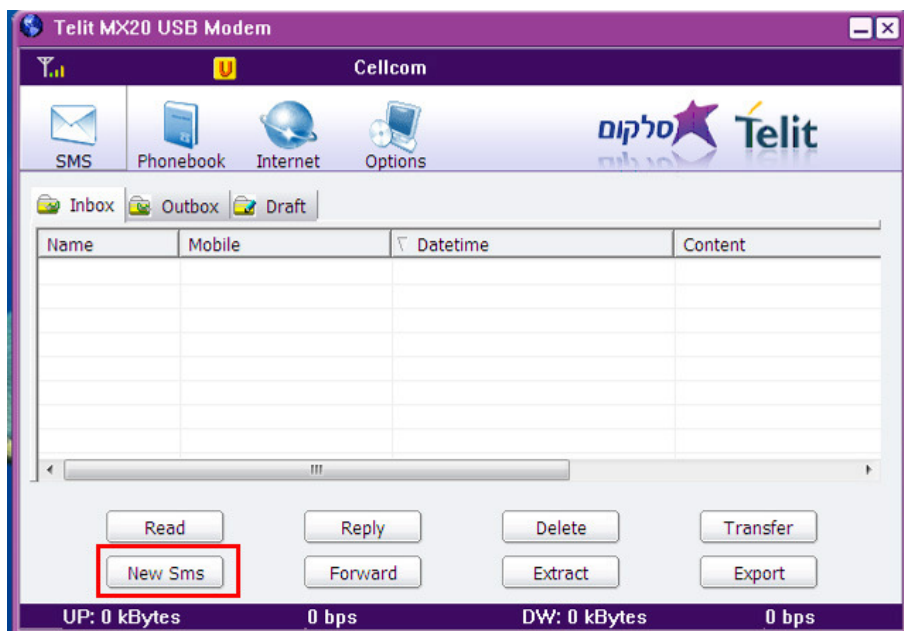 Telit MX20 USB Modem
U Cellcom
סלקום Telit
SMS Phonebook Internet Options
Inbox Outbox Draft
Name Mobile Datetime Content
Read Reply Delete Transfer
New Sms Forward Extract Export
UP: 0 kBytes 0 bps DW: 0 kBytes 0 bps